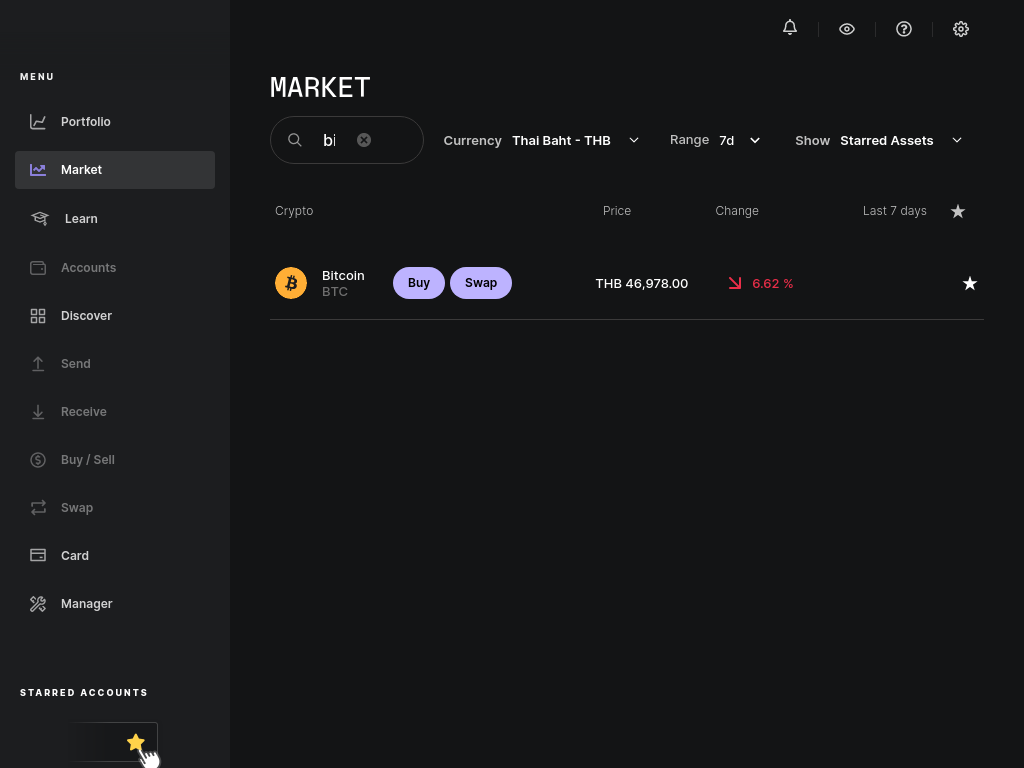 MENU
Portfolio
Market
Learn
Accounts
Discover
Send
Receive
Buy / Sell
Swap
Card
Manager
STARRED ACCOUNTS
MARKET
bi
Currency Thai Baht - THB
Range 7d
Show Starred Assets
Crypto Price Change Last 7 days
Bitcoin
BTC
Buy Swap
THB 46,978.00
6.62 %